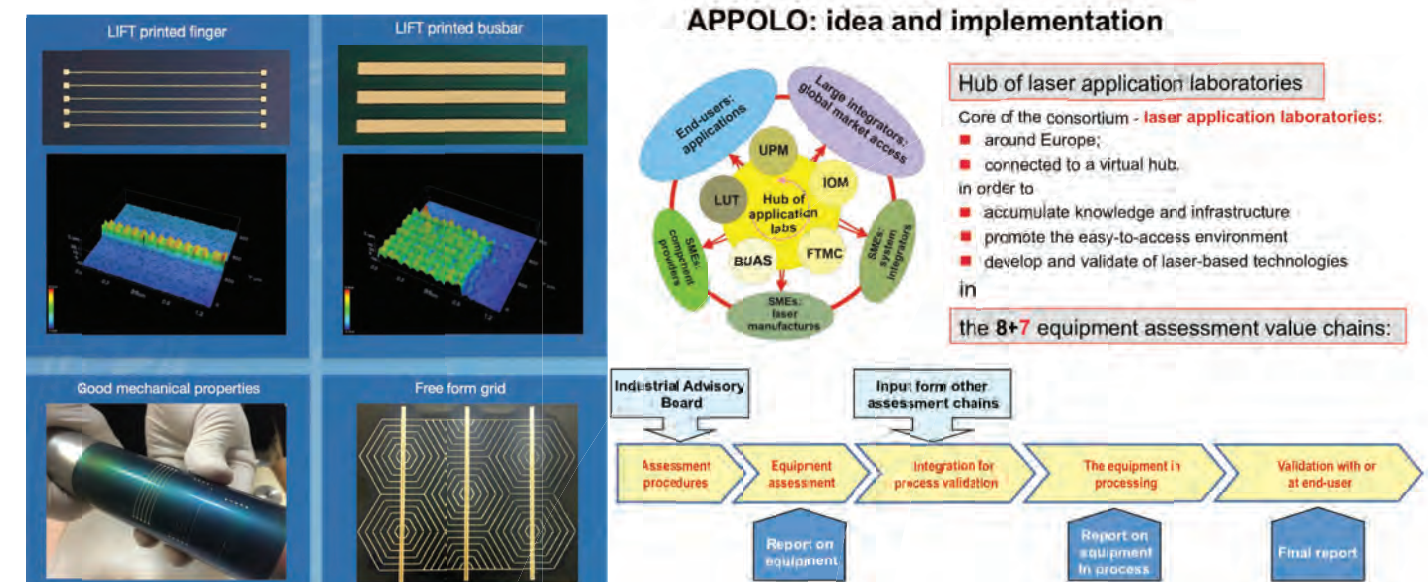 LIFT printed finger
LIFT printed busbar
Good mechanical properties
Free form grid
APPOLO: idea and implementation
End-users:
applications
Large integrators:
global market
access
UPM
IOM
LUT
Hub of
application
labs
BUAS
FTMC
SMEs:
component
providers
SMEs:
system
integrators
SMEs:
laser
manufactures
Hub of laser application laboratories
Core of the consortium - laser application laboratories:
around Europe;
connected to a virtual hub.
in order to
accumulate knowledge and infrastructure
promote the easy-to-access environment
develop and validate of laser-based technologies
in
the 8+7 equipment assessment value chains:
Industrial Advisory
Board
Input form other
assessment chains
Assessment
procedures
Equipment
assessment
Integration for
process validation
The equipment in
processing
Validation with or
at end-user
Report on
equipment
Report on
equipment
In process
Final report